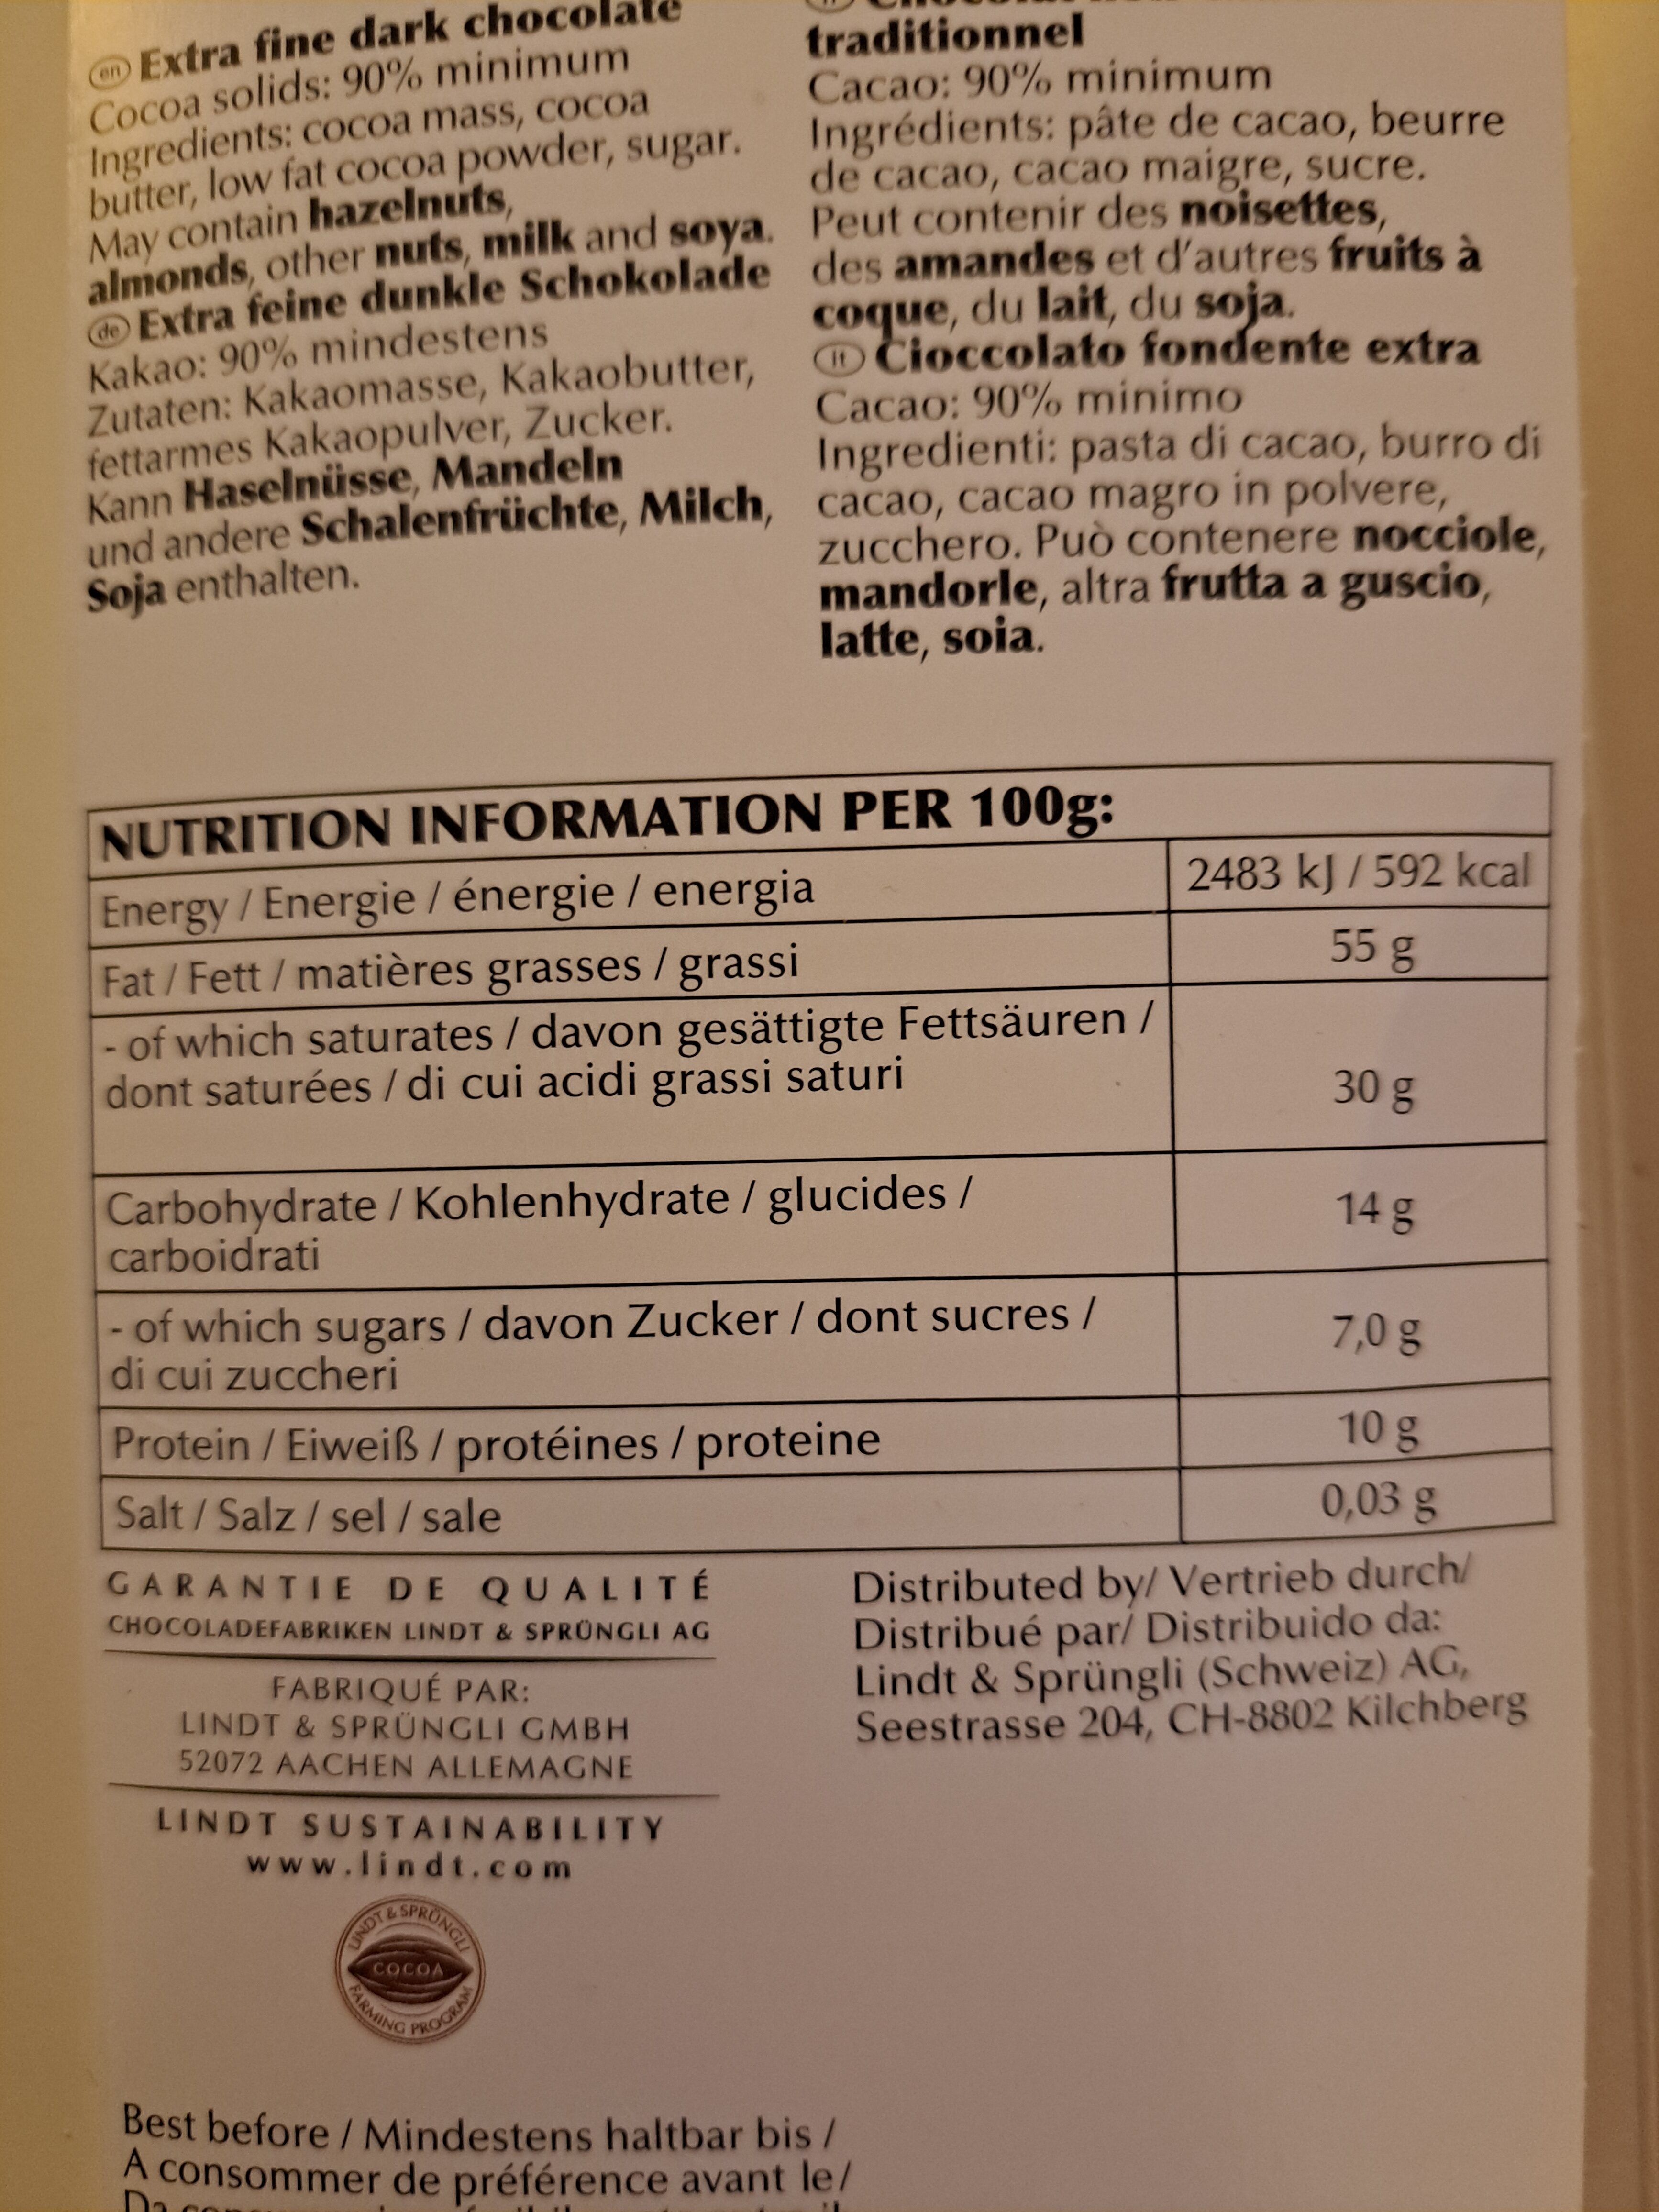 en Extra fine dark chocolate
Cocoa solids: 90% minimum
Ingredients: cocoa mass, cocoa
butter, low fat cocoa powder, sugar.
May contain hazelnuts,
almonds, other nuts, milk and soya.
de Extra feine dunkle Schokolade
Kakao: 90% mindestens
Zutaten: Kakaomasse, Kakaobutter,
fettarmes Kakaopulver, Zucker.
Kann Haselnüsse, Mandeln
und andere Schalenfrüchte, Milch,
Soja enthalten.
traditionnel
Cacao: 90% minimum
Ingrédients: pâte de cacao, beurre
de cacao, cacao maigre, sucre.
Peut contenir des noisettes,
des amandes et d'autres fruits à
coque, du lait, du soja.
it Cioccolato fondente extra
Cacao: 90% minimo
Ingredienti: pasta di cacao, burro di
cacao, cacao magro in polvere,
zucchero. Può contenere nocciole,
mandorle, altra frutta a guscio,
latte, soia.
NUTRITION INFORMATION PER 100g:
Energy / Energie / énergie / energia 2483 kJ / 592 kcal
Fat / Fett / matières grasses / grassi 55 g
- of which saturates / davon gesättigte Fettsäuren /
dont saturées / di cui acidi grassi saturi 30 g
Carbohydrate / Kohlenhydrate / glucides / 14 g
carboidrati
- of which sugars / davon Zucker / dont sucres / 7,0 g
di cui zuccheri
Protein / Eiweiß / protéines / proteine 10 g
Salt / Salz / sel / sale 0,03 g
GARANTIE DE QUALITÉ
CHOCOLADEFABRIKEN LINDT & SPRÜNGLI AG
FABRIQUÉ PAR:
LINDT & SPRÜNGLI GMBH
52072 AACHEN ALLEMAGNE
LINDT SUSTAINABILITY
www.lindt.com
LINDT & SPRÜNGLI
COCOA
FARMING PROGRAM
Distributed by/ Vertrieb durch/
Distribué par/ Distribuido da:
Lindt & Sprüngli (Schweiz) AG,
Seestrasse 204, CH-8802 Kilchberg
Best before / Mindestens haltbar bis /
A consommer de préférence avant le/